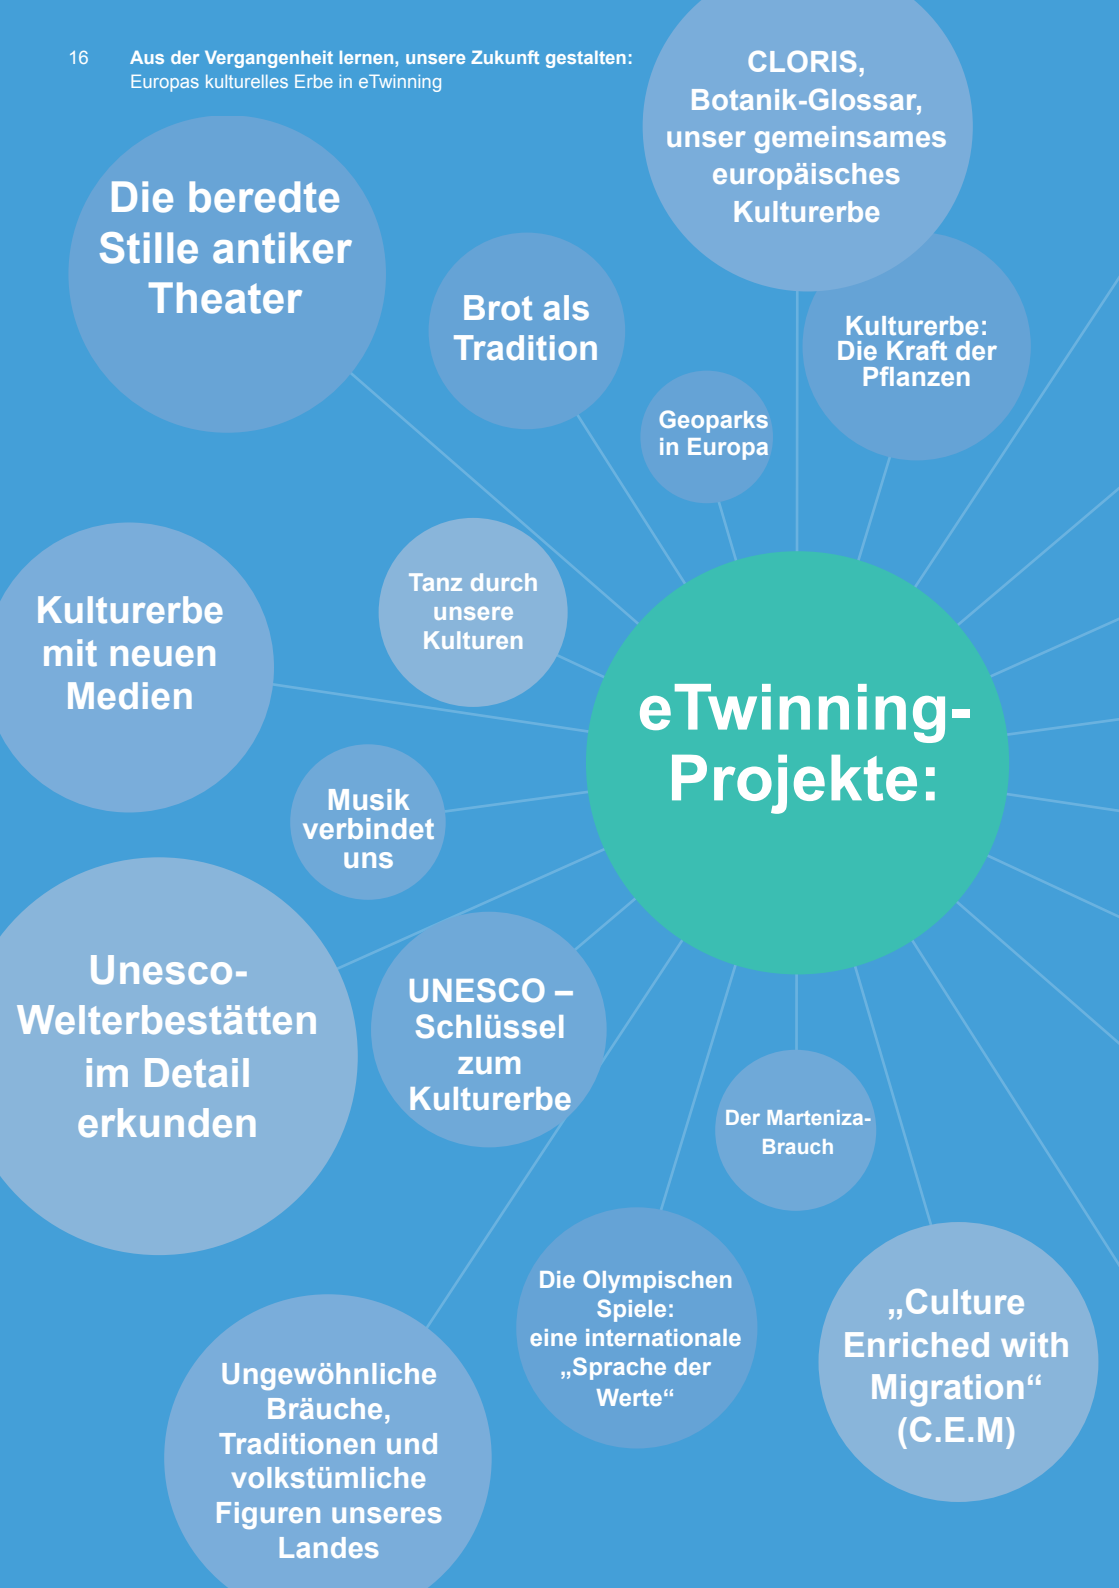 16
Aus der Vergangenheit lernen, unsere Zukunft gestalten:
Europas kulturelles Erbe in eTwinning
CLORIS,
Botanik-Glossar,
unser gemeinsames
europäisches
Kulturerbe
Die beredte
Stille antiker
Theater
Brot als
Tradition
Kulturerbe:
Die Kraft der
Pflanzen
Geoparks
in Europa
Tanz durch
unsere
Kulturen
Kulturerbe
mit neuen
Medien
eTwinning-
Projekte:
Musik
verbindet
uns
Unesco-
Welterbestätten
im Detail
erkunden
UNESCO –
Schlüssel
zum
Kulturerbe
Der Marteniza-
Brauch
Die Olympischen
Spiele:
eine internationale
„Sprache der
Werte“
„Culture
Enriched with
Migration“
(C.E.M)
Ungewöhnliche
Bräuche,
Traditionen und
volkstümliche
Figuren unseres
Landes